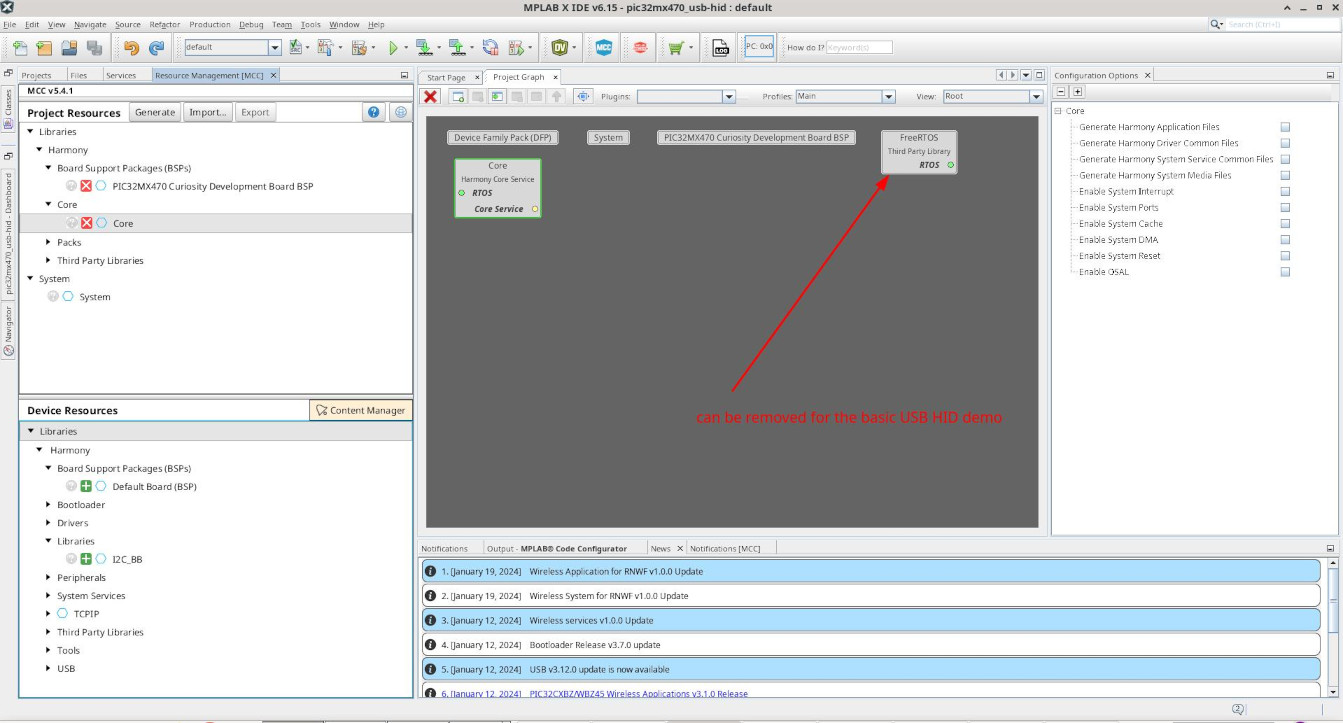 MPLAB X IDE v6.15 - pic32mx470_usb-hid : default
File Edit View Navigate Source Refactor Production Debug Team Tools Window Help
Search (Ctrl+I)
default
DV
MCC
LOG
PC: 0x0
How do I? (Keyword(s))
Projects Files Services Resource Management [MCC] ×
MCC v5.4.1
Project Resources Generate Import... Export ?
Libraries
Harmony
Board Support Packages (BSPs)
PIC32MX470 Curiosity Development Board BSP
Core
Core
Packs
Third Party Libraries
System
System
Classes
pic32mx470_usb-hid - Dashboard
Navigator
Device Resources Content Manager
Libraries
Harmony
Board Support Packages (BSPs)
Default Board (BSP)
Bootloader
Drivers
Libraries
I2C_BB
Peripherals
System Services
TCPIP
Third Party Libraries
Tools
USB
Start Page × Project Graph ×
Plugins: Profiles: Main View: Root
Device Family Pack (DFP) System PIC32MX470 Curiosity Development Board BSP
FreeRTOS
Third Party Library
RTOS
Core
Harmony Core Service
RTOS
Core Service
can be removed for the basic USB HID demo
Configuration Options ×
Core
Generate Harmony Application Files
Generate Harmony Driver Common Files
Generate Harmony System Service Common Files
Generate Harmony System Media Files
Enable System Interrupt
Enable System Ports
Enable System Cache
Enable System DMA
Enable System Reset
Enable OSAL
Notifications Output - MPLAB® Code Configurator News × Notifications [MCC]
1. [January 19, 2024] Wireless Application for RNWF v1.0.0 Update
2. [January 19, 2024] Wireless System for RNWF v1.0.0 Update
3. [January 12, 2024] Wireless services v1.0.0 Update
4. [January 12, 2024] Bootloader Release v3.7.0 update
5. [January 12, 2024] USB v3.12.0 update is now available
6. [January 12, 2024] PIC32CXBZ/WBZ45 Wireless Applications v3.1.0 Release
2